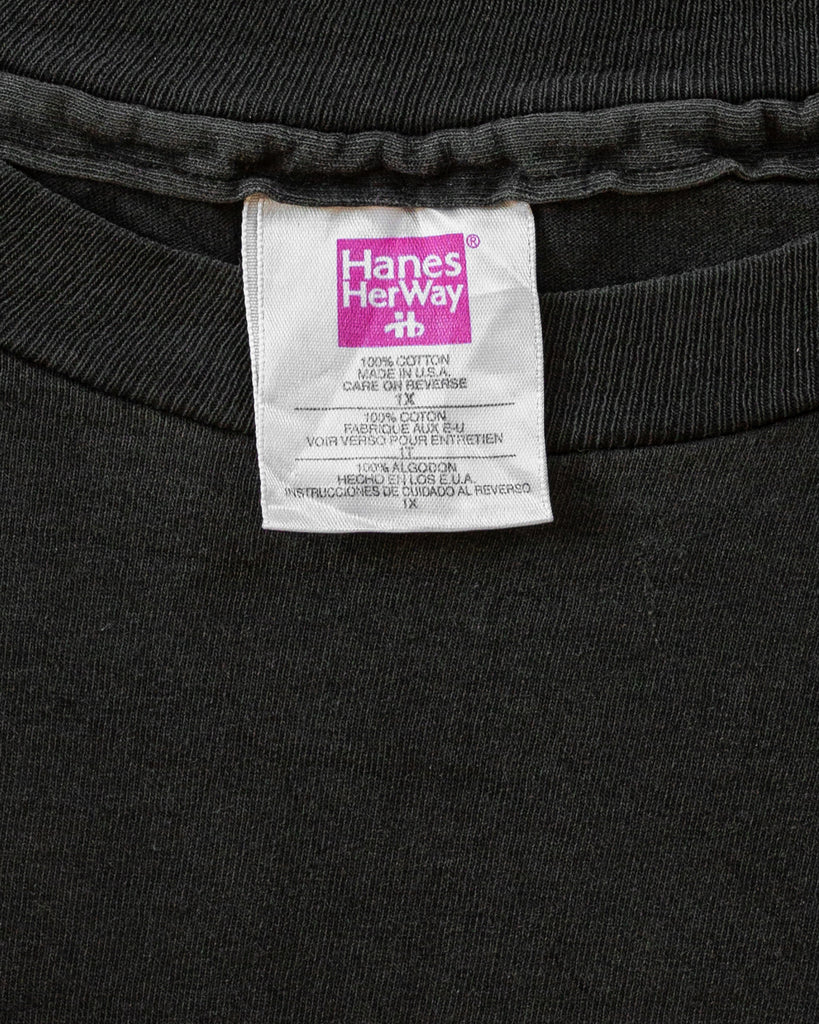 Hanes®
HerWay
100% COTTON
MADE IN U.S.A.
CARE ON REVERSE
1X
100% COTON
FABRIQUE AUX E-U
VOIR VERSO POUR ENTRETIEN
1T
100% ALGODON
HECHO EN LOS E.U.A.
INSTRUCCIONES DE CUIDADO AL REVERSO
1X